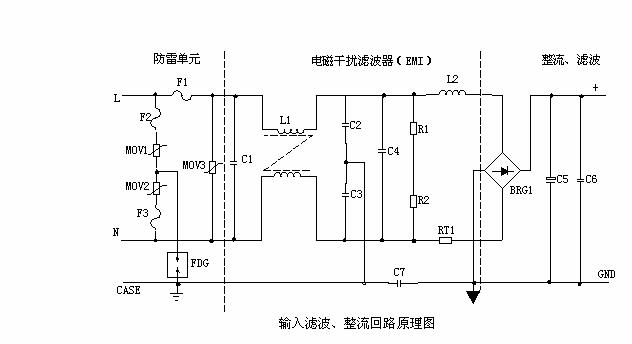 防雷单元
电磁干扰滤波器(EMI)
整流、滤波
F1
L2
+
L
F2
L1
C2
R1
MOV1
MOV3
C1
C4
MOV2
C3
R2
BRG1
C5
C6
F3
N
RT1
FDG
C7
GND
CASE
输入滤波、整流回路原理图